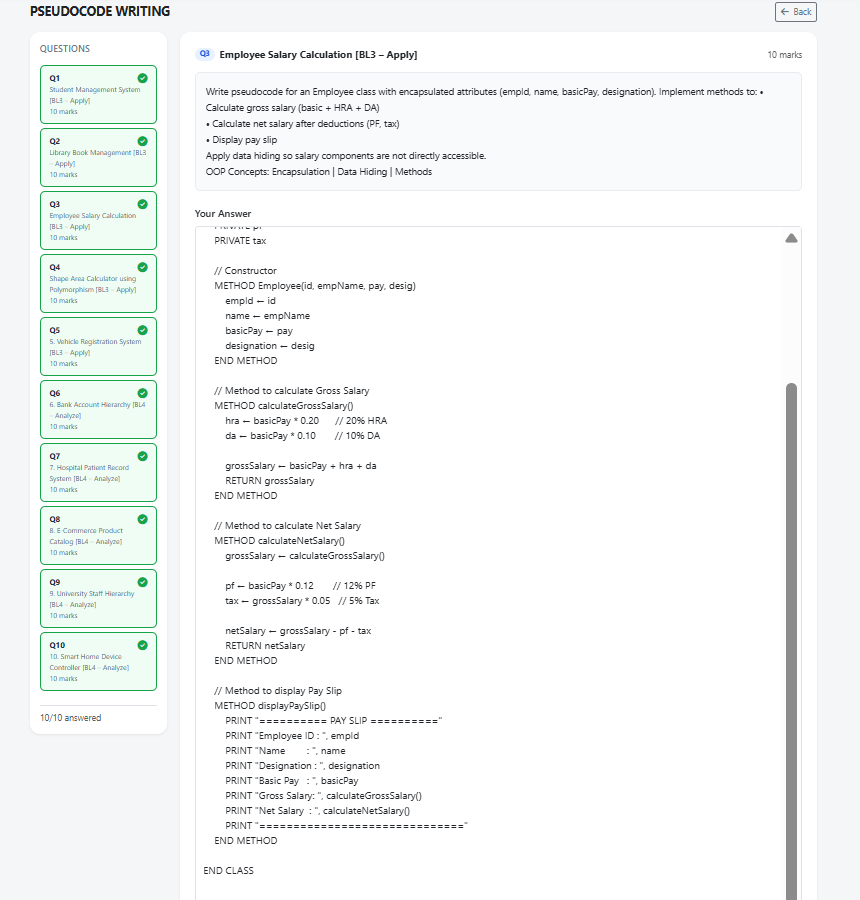 PSEUDOCODE WRITING
← Back
QUESTIONS
Q1
Student Management System
[BL3 – Apply]
10 marks
Q2
Library Book Management [BL3
– Apply]
10 marks
Q3
Employee Salary Calculation
[BL3 – Apply]
10 marks
Q4
Shape Area Calculator using
Polymorphism [BL3 – Apply]
10 marks
Q5
5. Vehicle Registration System
[BL3 – Apply]
10 marks
Q6
6. Bank Account Hierarchy [BL4
– Analyze]
10 marks
Q7
7. Hospital Patient Record
System [BL4 – Analyze]
10 marks
Q8
8. E-Commerce Product
Catalog [BL4 – Analyze]
10 marks
Q9
9. University Staff Hierarchy
[BL4 – Analyze]
10 marks
Q10
10. Smart Home Device
Controller [BL4 – Analyze]
10 marks
10/10 answered
Q3 Employee Salary Calculation [BL3 – Apply]
10 marks
Write pseudocode for an Employee class with encapsulated attributes (empId, name, basicPay, designation). Implement methods to: •
Calculate gross salary (basic + HRA + DA)
• Calculate net salary after deductions (PF, tax)
• Display pay slip
Apply data hiding so salary components are not directly accessible.
OOP Concepts: Encapsulation | Data Hiding | Methods
Your Answer
PRIVATE pf
PRIVATE tax
// Constructor
METHOD Employee(id, empName, pay, desig)
empId ← id
name ← empName
basicPay ← pay
designation ← desig
END METHOD
// Method to calculate Gross Salary
METHOD calculateGrossSalary()
hra ← basicPay * 0.20 // 20% HRA
da ← basicPay * 0.10 // 10% DA
grossSalary ← basicPay + hra + da
RETURN grossSalary
END METHOD
// Method to calculate Net Salary
METHOD calculateNetSalary()
grossSalary ← calculateGrossSalary()
pf ← basicPay * 0.12 // 12% PF
tax ← grossSalary * 0.05 // 5% Tax
netSalary ← grossSalary - pf - tax
RETURN netSalary
END METHOD
// Method to display Pay Slip
METHOD displayPaySlip()
PRINT "========== PAY SLIP =========="
PRINT "Employee ID : ", empId
PRINT "Name : ", name
PRINT "Designation : ", designation
PRINT "Basic Pay : ", basicPay
PRINT "Gross Salary: ", calculateGrossSalary()
PRINT "Net Salary : ", calculateNetSalary()
PRINT "=============================="
END METHOD
END CLASS